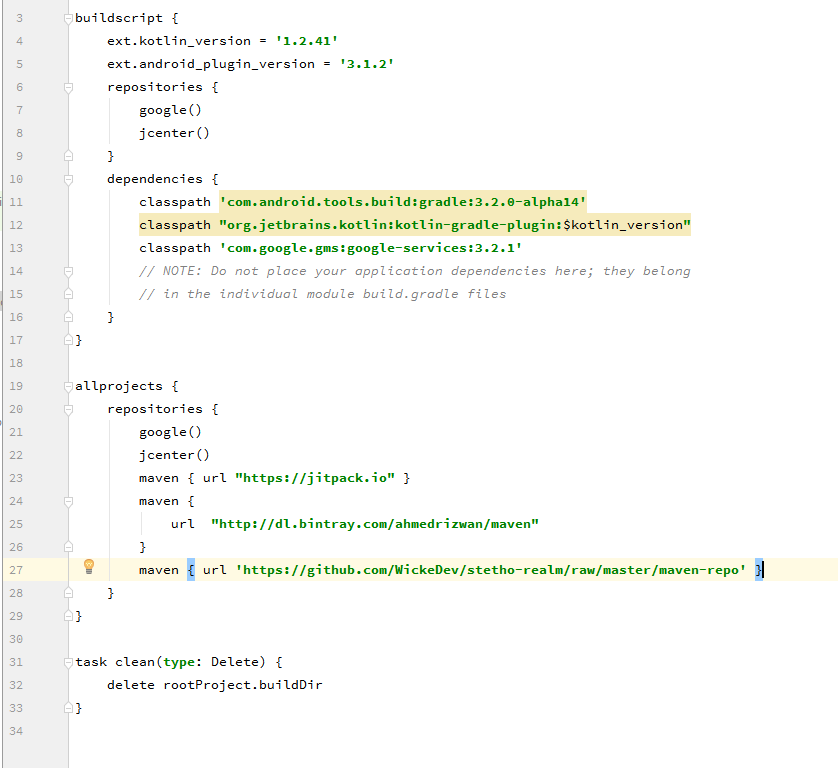 3 buildscript {
4     ext.kotlin_version = '1.2.41'
5     ext.android_plugin_version = '3.1.2'
6     repositories {
7         google()
8         jcenter()
9     }
10     dependencies {
11         classpath 'com.android.tools.build:gradle:3.2.0-alpha14'
12         classpath "org.jetbrains.kotlin:kotlin-gradle-plugin:$kotlin_version"
13         classpath 'com.google.gms:google-services:3.2.1'
14         // NOTE: Do not place your application dependencies here; they belong
15         // in the individual module build.gradle files
16     }
17 }
18
19 allprojects {
20     repositories {
21         google()
22         jcenter()
23         maven { url "https://jitpack.io" }
24         maven {
25             url  "http://dl.bintray.com/ahmedrizwan/maven"
26         }
27         maven { url 'https://github.com/WickeDev/stetho-realm/raw/master/maven-repo' }
28     }
29 }
30
31 task clean(type: Delete) {
32     delete rootProject.buildDir
33 }
34